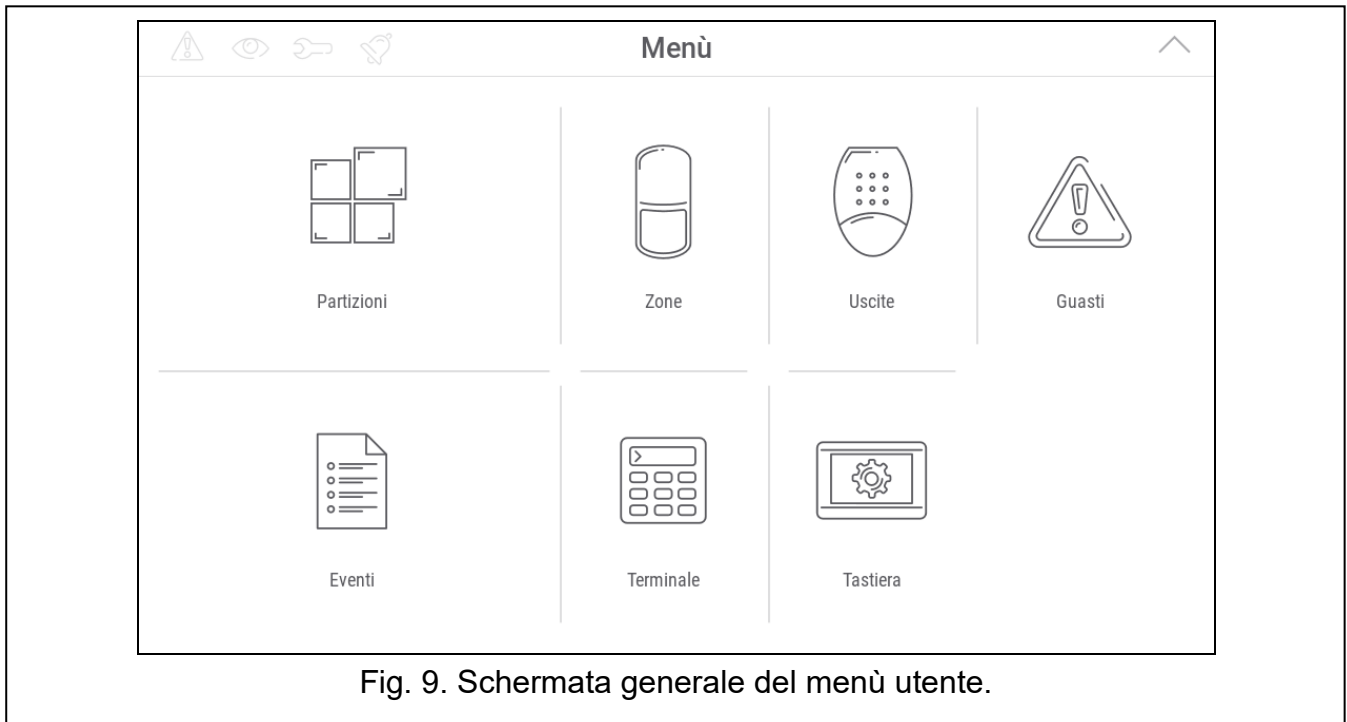 Menù
Partizioni
Zone
Uscite
Guasti
Eventi
Terminale
Tastiera
Fig. 9. Schermata generale del menù utente.